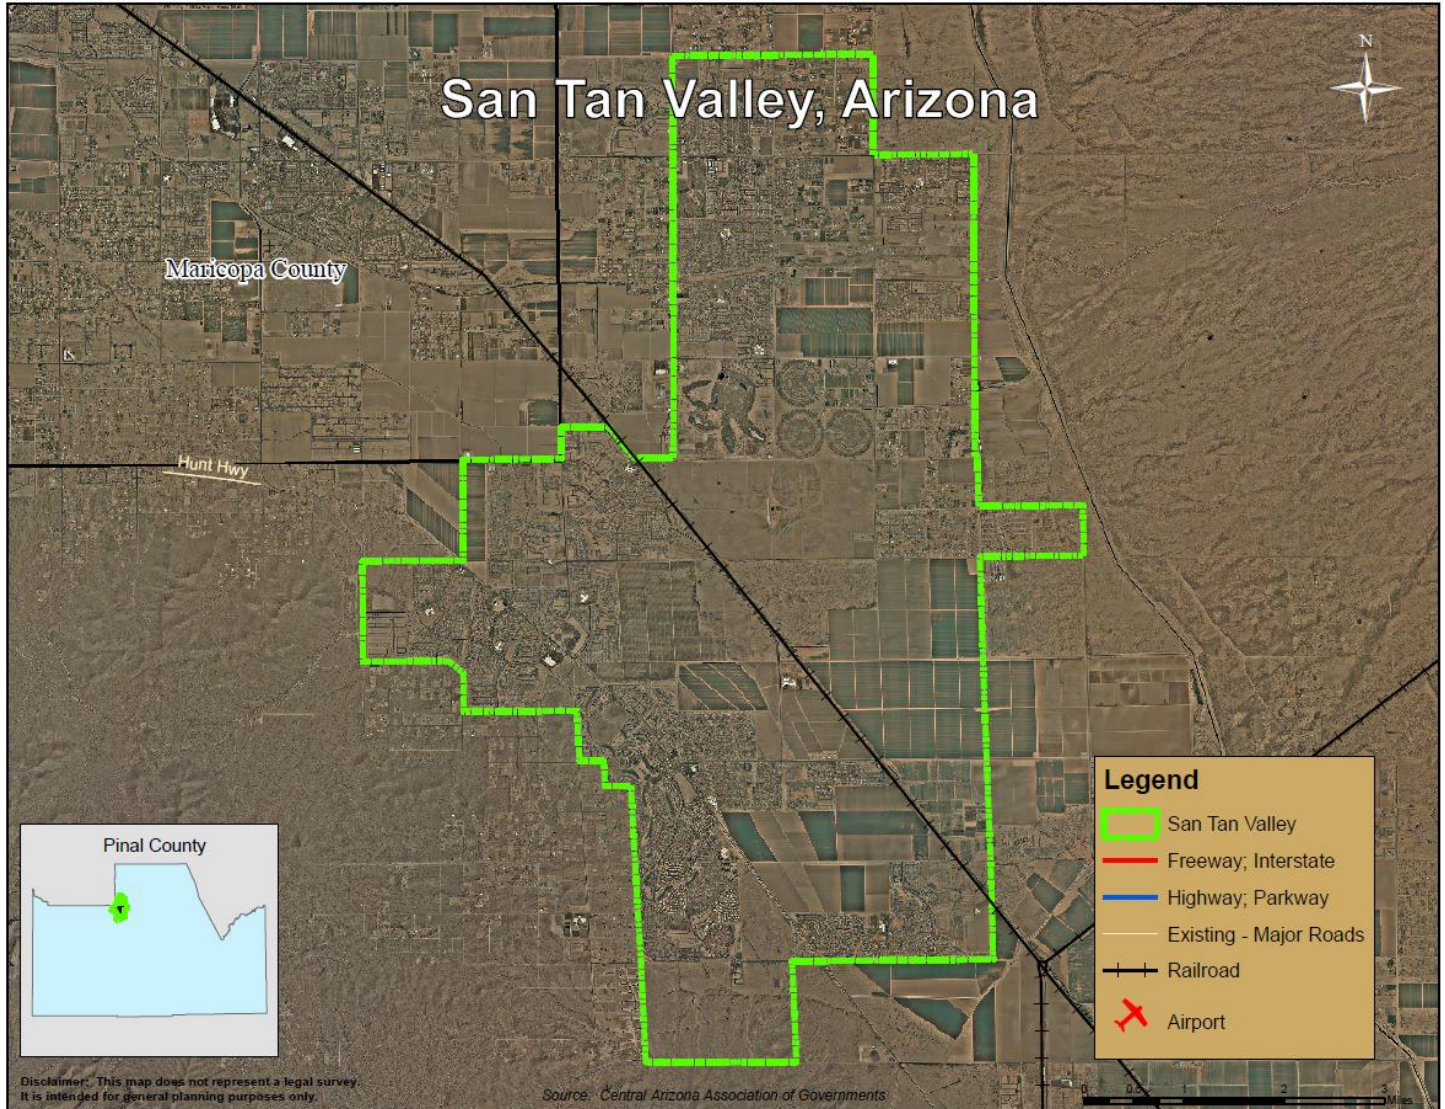 San Tan Valley, Arizona
N
Maricopa County
Hunt Hwy
Legend
San Tan Valley
Freeway; Interstate
Highway; Parkway
Existing - Major Roads
Railroad
Airport
Pinal County
Disclaimer: This map does not represent a legal survey.
It is intended for general planning purposes only.
Source: Central Arizona Association of Governments
0 0.5 1 2 3
Miles